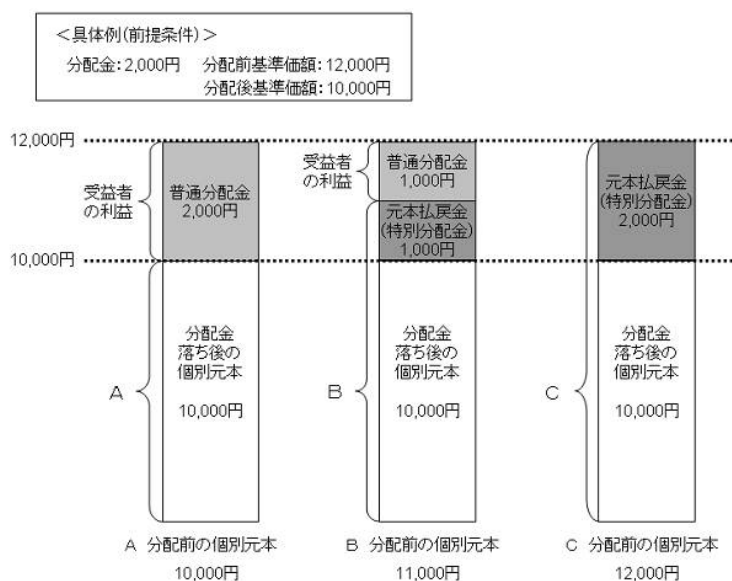 ＜具体例(前提条件)＞
分配金：2,000円　分配前基準価額：12,000円
分配後基準価額：10,000円
12,000円
10,000円
受益者
の利益
普通分配金
2,000円
A
分配金
落ち後の
個別元本
10,000円
A 分配前の個別元本
10,000円
受益者
の利益
普通分配金
1,000円
元本払戻金
(特別分配金)
1,000円
B
分配金
落ち後の
個別元本
10,000円
B 分配前の個別元本
11,000円
元本払戻金
(特別分配金)
2,000円
C
分配金
落ち後の
個別元本
10,000円
C 分配前の個別元本
12,000円